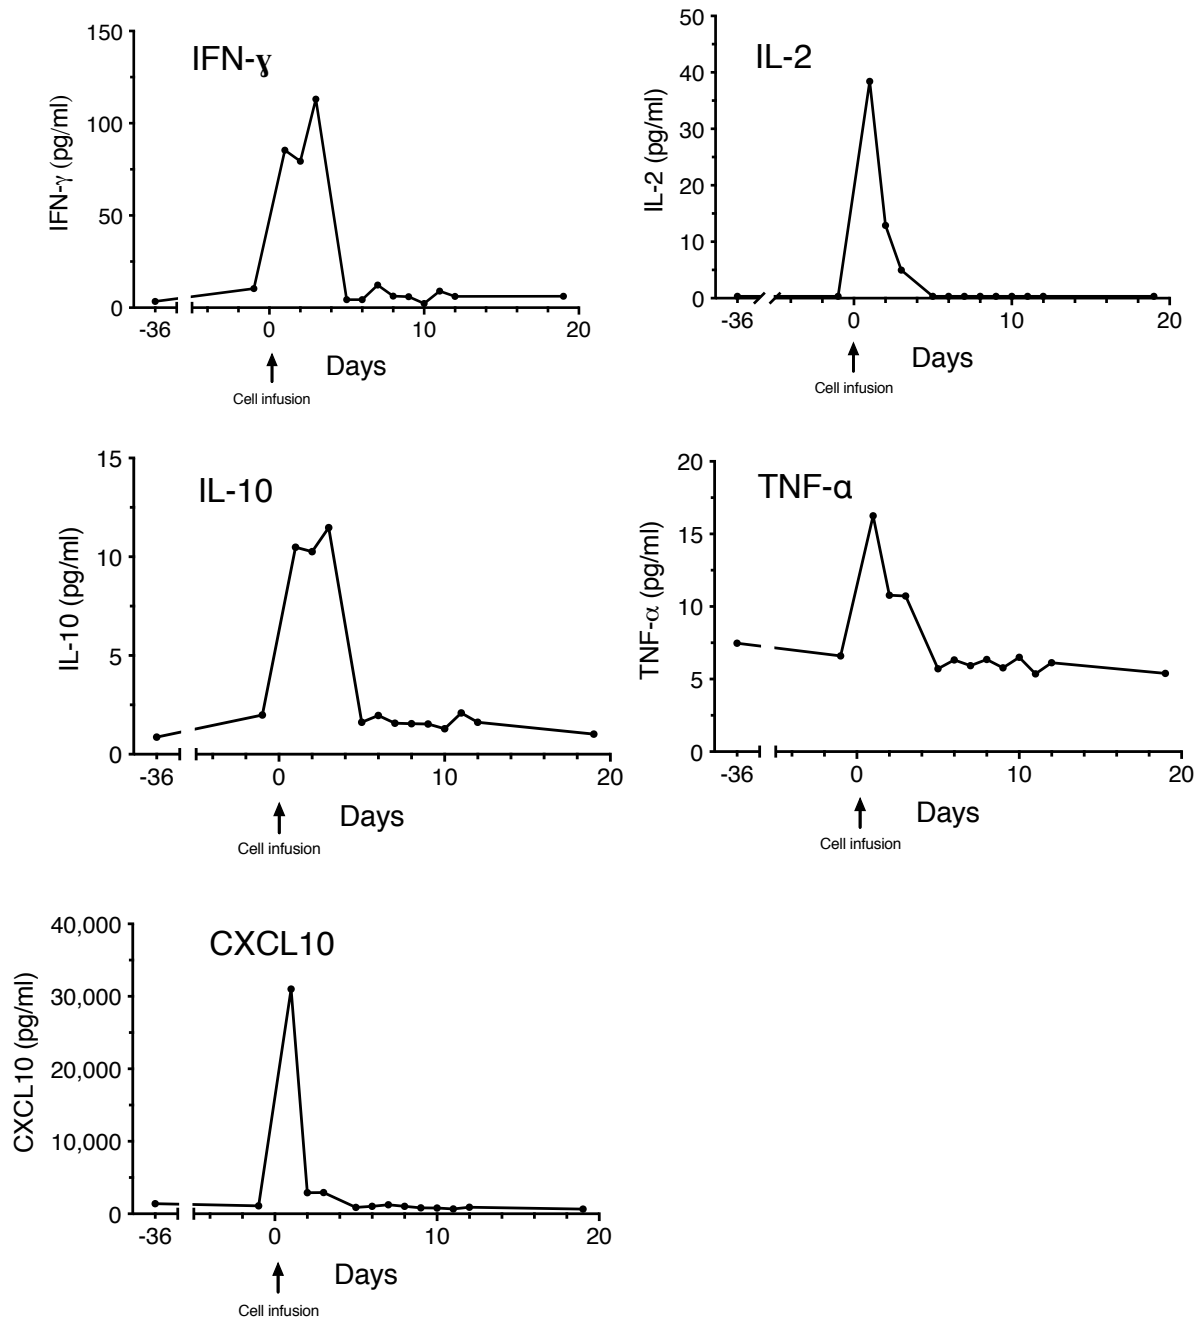 IFN-ɣ
IFN-γ (pg/ml)
150
100
50
0
-36
0
10
20
Days
Cell infusion
IL-2
IL-2 (pg/ml)
50
40
30
20
10
0
-36
0
10
20
Days
Cell infusion
IL-10
IL-10 (pg/ml)
15
10
5
0
-36
0
10
20
Days
Cell infusion
TNF-α
TNF-α (pg/ml)
20
15
10
5
0
-36
0
10
20
Days
Cell infusion
CXCL10
CXCL10 (pg/ml)
40,000
30,000
20,000
10,000
0
-36
0
10
20
Days
Cell infusion